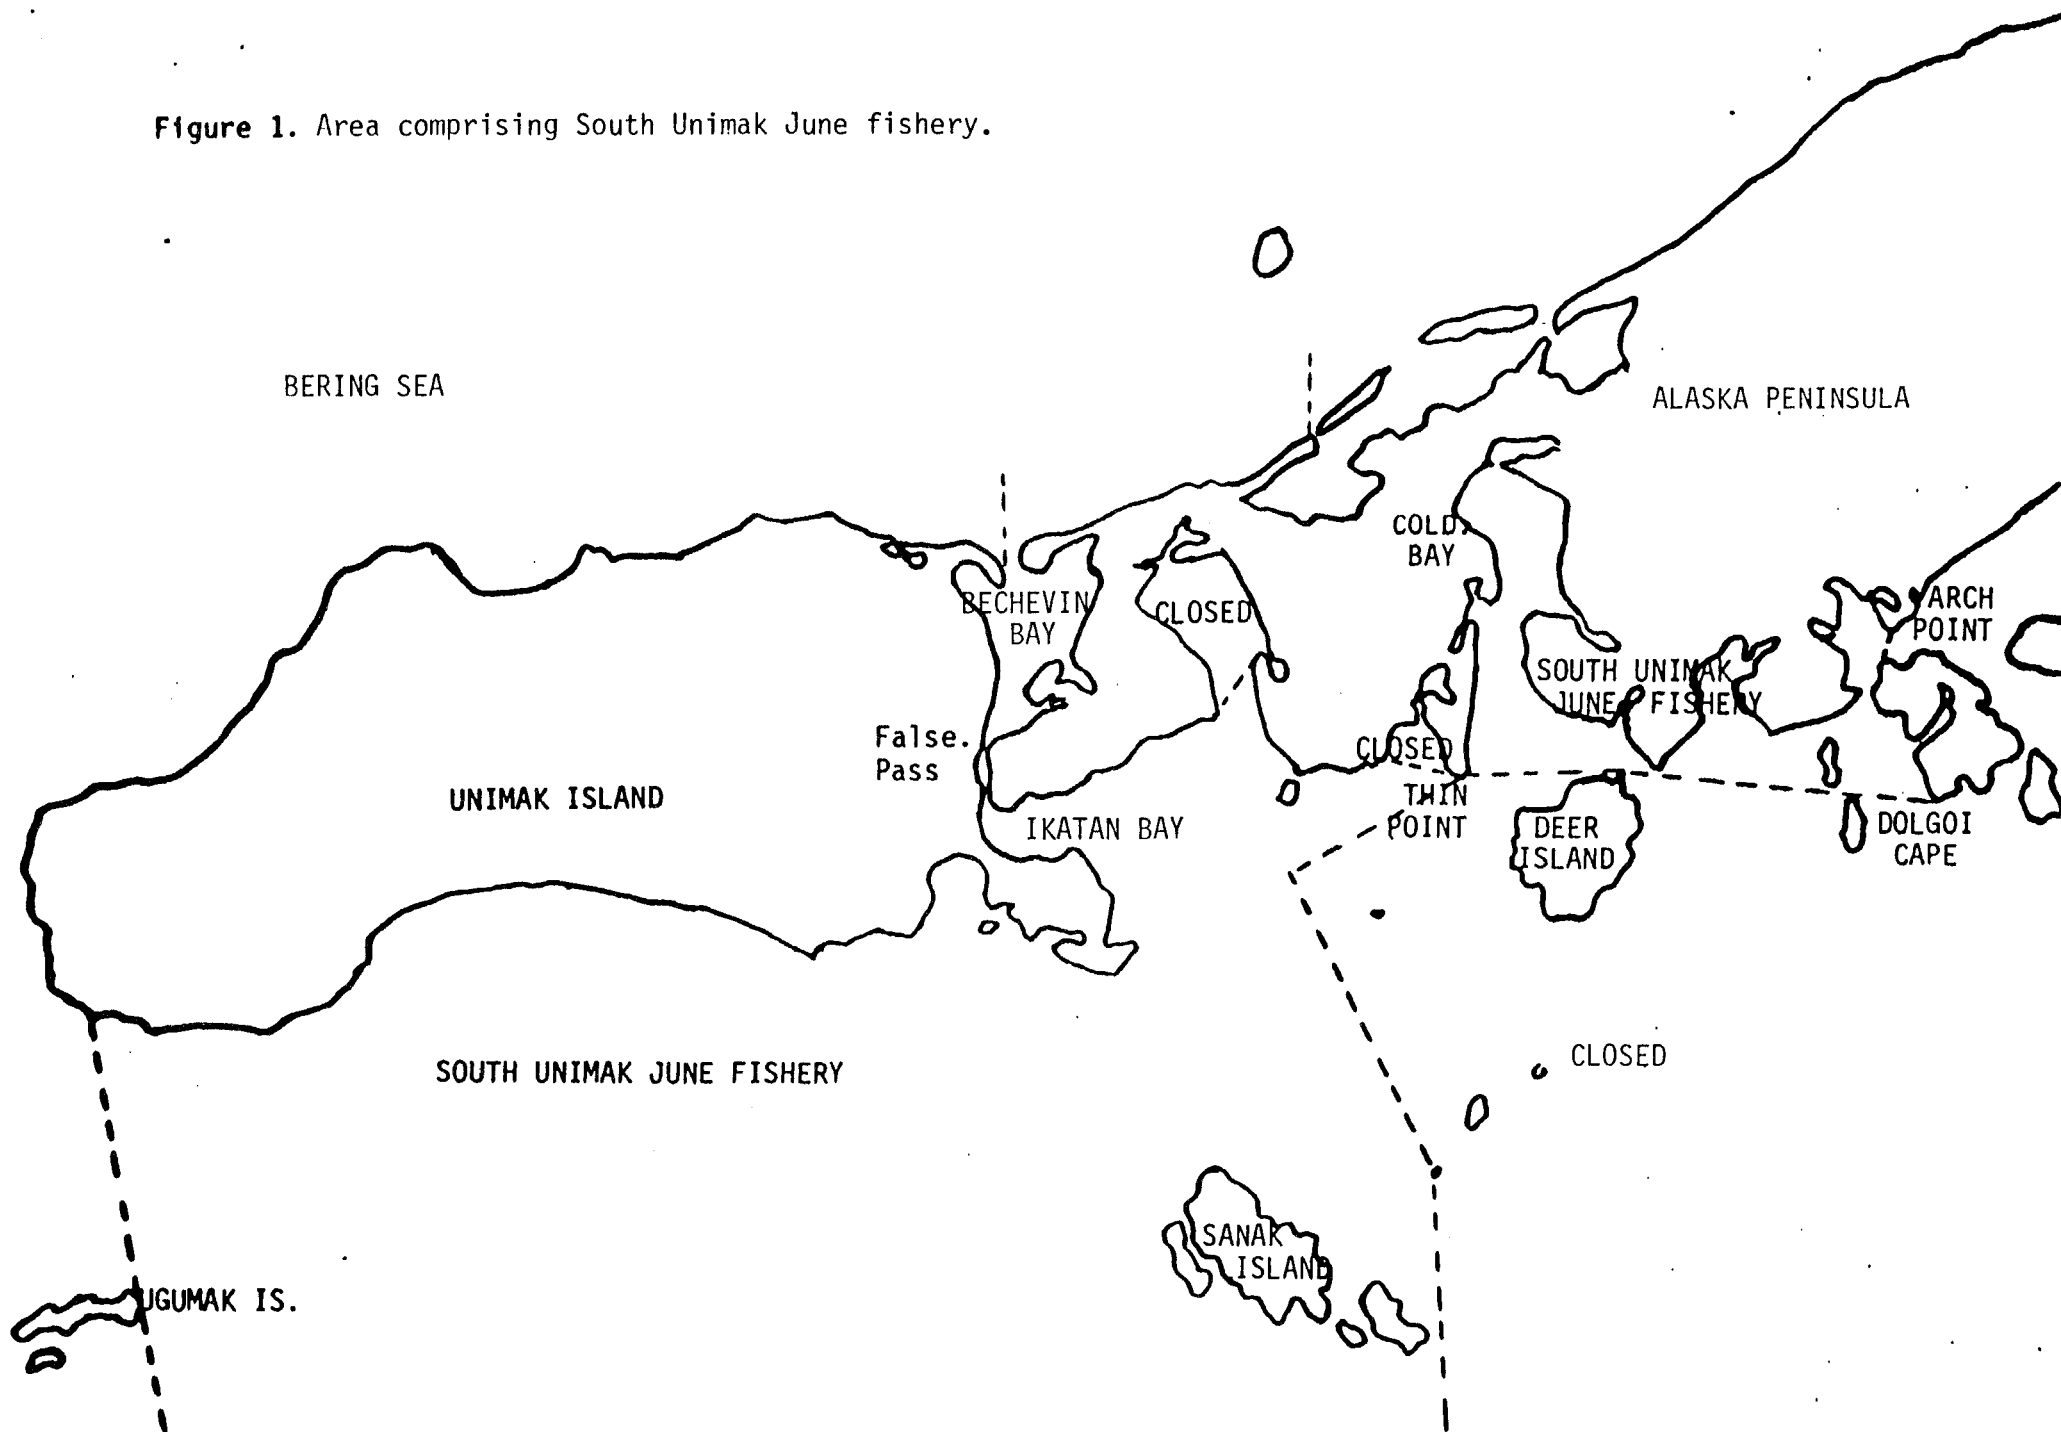 Figure 1. Area comprising South Unimak June fishery.
BERING SEA
ALASKA PENINSULA
COLD
BAY
BECHEVIN
BAY
CLOSED
ARCH
POINT
SOUTH UNIMAK
JUNE FISHERY
False.
Pass
CLOSED
UNIMAK ISLAND
THIN
POINT
IKATAN BAY
DEER
ISLAND
DOLGOI
CAPE
SOUTH UNIMAK JUNE FISHERY
CLOSED
SANAK
ISLAND
UGUMAK IS.